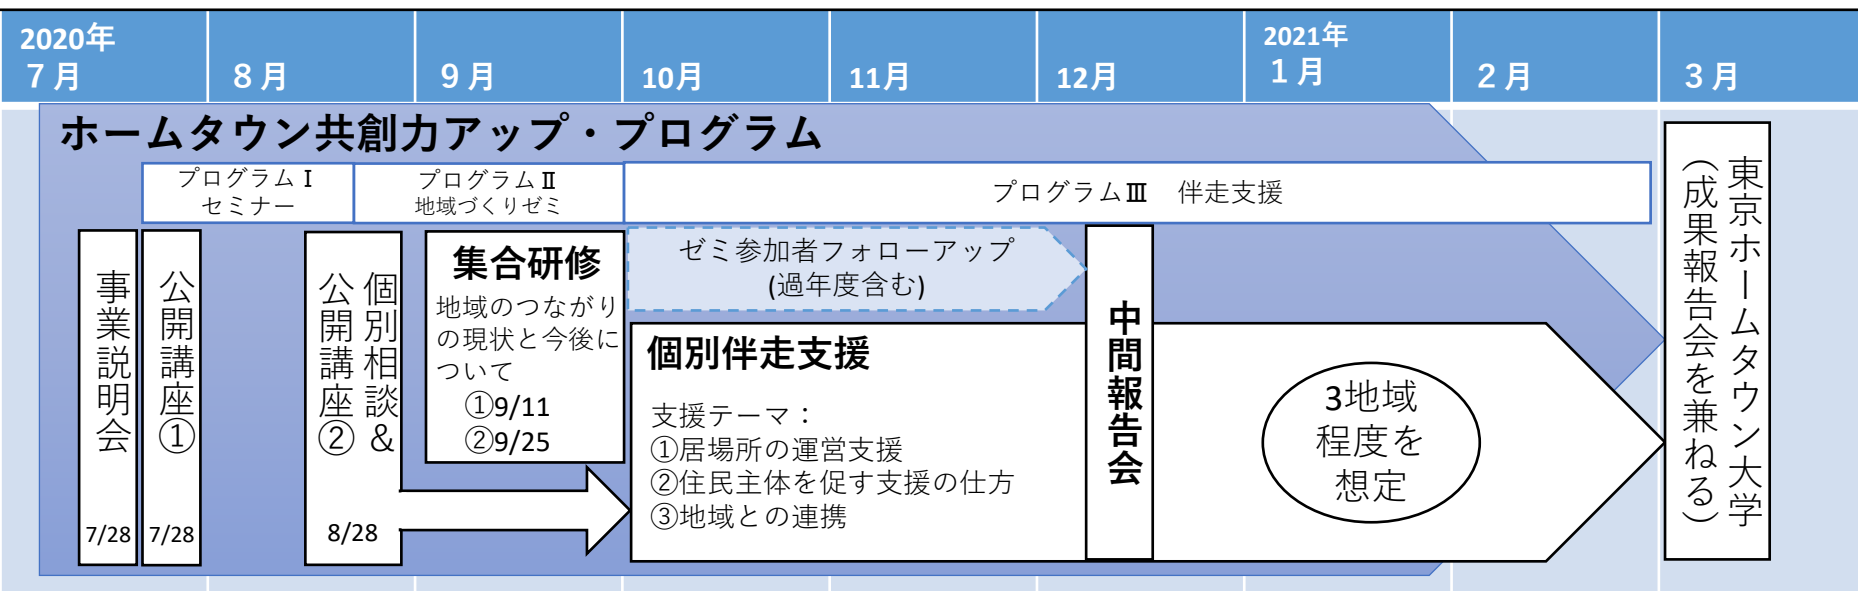 2020年
７月
８月
９月
10月
11月
12月
2021年
１月
２月
３月
ホームタウン共創力アップ・プログラム
プログラムⅠ
セミナー
プログラムⅡ
地域づくりゼミ
プログラムⅢ　伴走支援
事業説明会
7/28
公開講座①
7/28
個別相談＆
公開講座②
8/28
集合研修
地域のつながり
の現状と今後に
ついて
①9/11
②9/25
ゼミ参加者フォローアップ
(過年度含む)
個別伴走支援
支援テーマ：
①居場所の運営支援
②住民主体を促す支援の仕方
③地域との連携
中間報告会
3地域
程度を
想定
東京ホームタウン大学
（成果報告会を兼ねる）